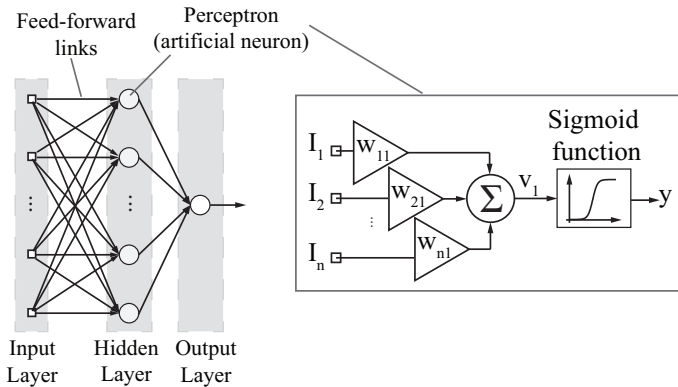 Feed-forward
links
Perceptron
(artificial neuron)
...
...
Input
Layer
Hidden
Layer
Output
Layer
I1
w11
I2
w21
...
In
wn1
Σ
v1
Sigmoid
function
y